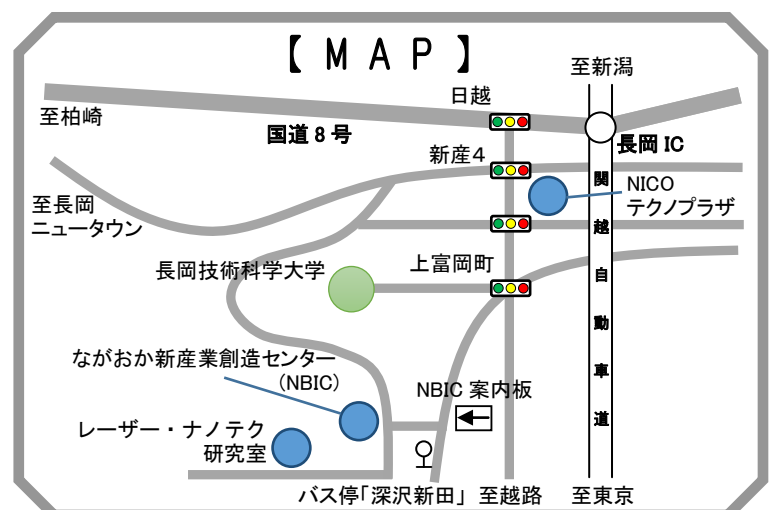 【 M A P 】
至新潟
日越
至柏崎
国道8号
長岡 IC
新産4
NICO
テクノプラザ
至長岡
ニュータウン
関越自動車道
長岡技術科学大学
上富岡町
ながおか新産業創造センター
(NBIC)
NBIC 案内板
レーザー・ナノテク
研究室
バス停「深沢新田」
至越路
至東京